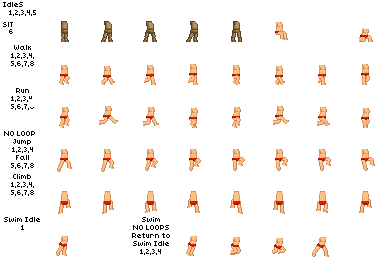 IdleS
1,2,3,4,5
SIT
6
Walk
1,2,3,4,
5,6,7,8
Run
1,2,3,4
5,6,7,8
NO LOOP
Jump
1,2,3,4
Fall
5,6,7,8
Climb
1,2,3,4,
5,6,7,8
Swim Idle
1
Swim
NO LOOPS
Return to
Swim Idle
1,2,3,4